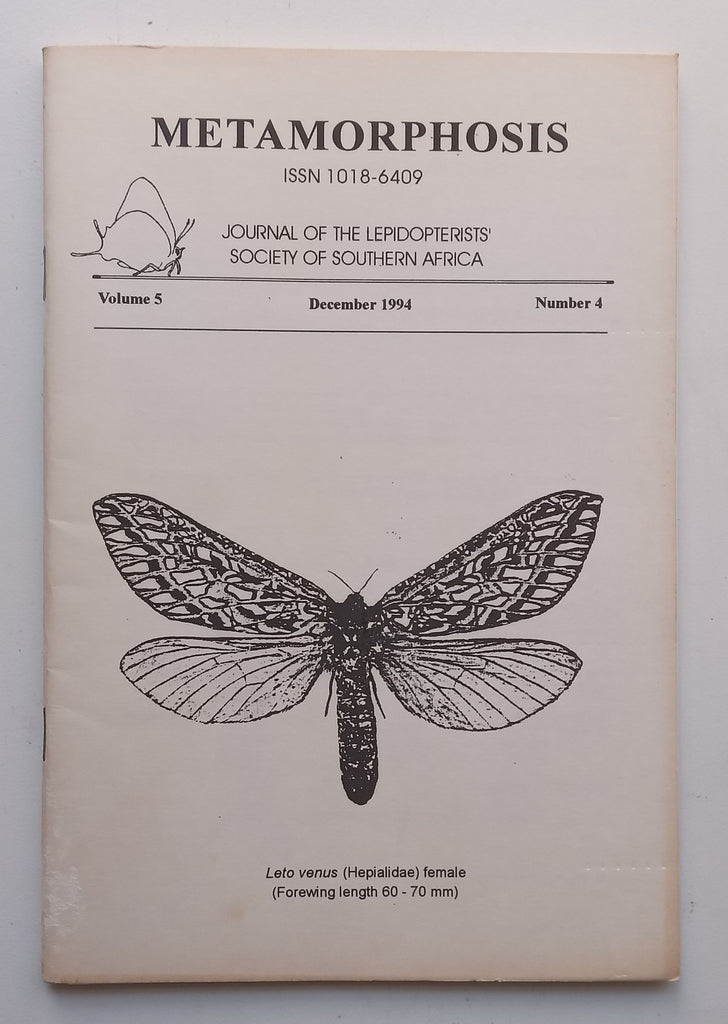 METAMORPHOSIS
ISSN 1018-6409
JOURNAL OF THE LEPIDOPTERISTS'
SOCIETY OF SOUTHERN AFRICA
Volume 5 December 1994 Number 4
Leto venus (Hepialidae) female
(Forewing length 60 - 70 mm)